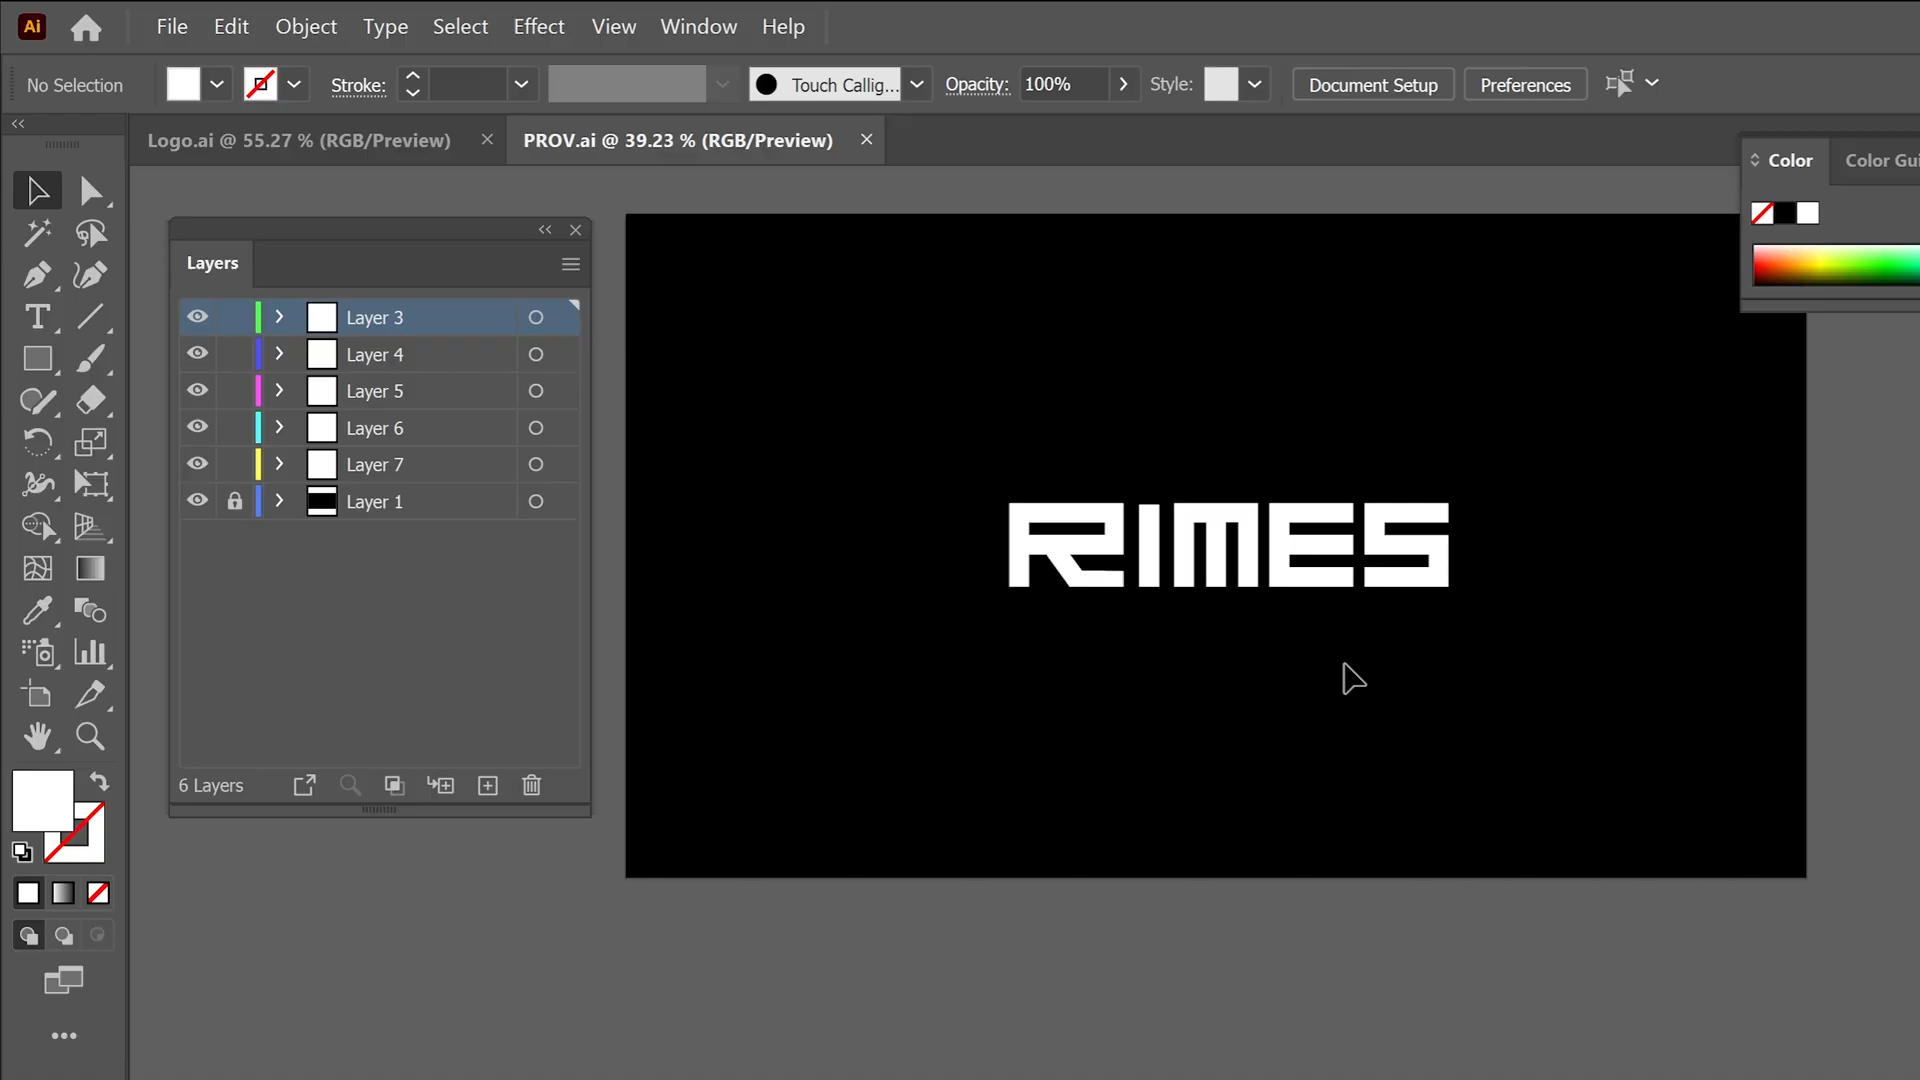 Ai File Edit Object Type Select Effect View Window Help
No Selection Stroke: Touch Callig... Opacity: 100% Style: Document Setup Preferences
Logo.ai @ 55.27 % (RGB/Preview) PROV.ai @ 39.23 % (RGB/Preview)
Color Color Gui
Layers
Layer 3
Layer 4
Layer 5
Layer 6
Layer 7
Layer 1
RIMES
6 Layers